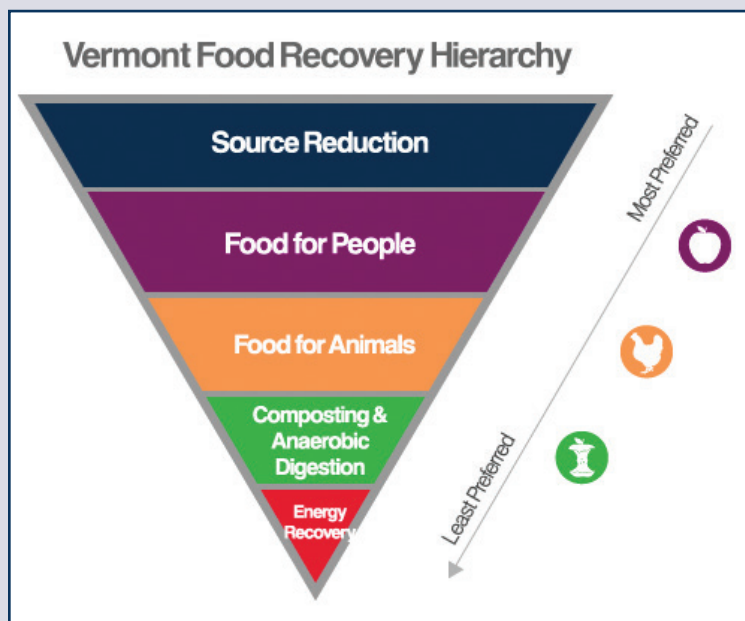 Vermont Food Recovery Hierarchy
Source Reduction
Food for People
Food for Animals
Composting &
Anaerobic
Digestion
Energy
Recovery
Most Preferred
Least Preferred